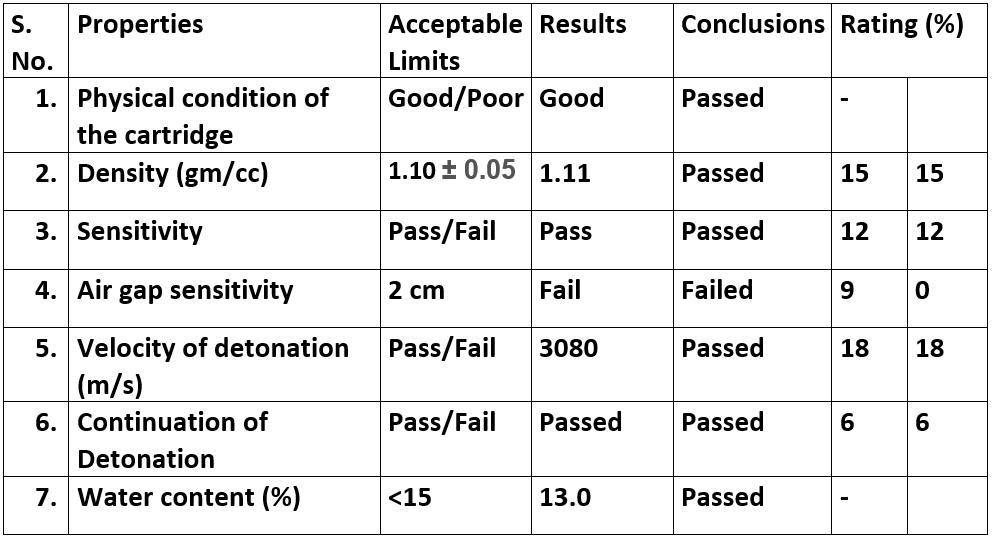 S. No. Properties Acceptable Limits Results Conclusions Rating (%)
1. Physical condition of the cartridge Good/Poor Good Passed -
2. Density (gm/cc) 1.10 ± 0.05 1.11 Passed 15 15
3. Sensitivity Pass/Fail Pass Passed 12 12
4. Air gap sensitivity 2 cm Fail Failed 9 0
5. Velocity of detonation (m/s) Pass/Fail 3080 Passed 18 18
6. Continuation of Detonation Pass/Fail Passed Passed 6 6
7. Water content (%) <15 13.0 Passed -